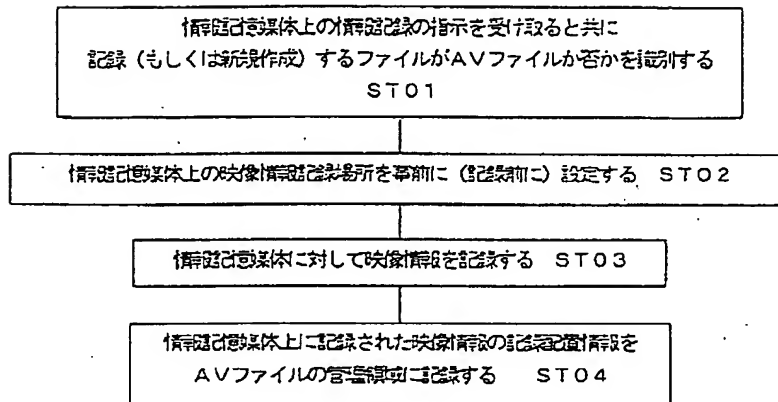 情報記憶媒体上の情報記録の指示を受け取ると共に
記録（もしくは新規作成）するファイルがAVファイルか否かを識別する
ST01
情報記憶媒体上の映像情報記録場所を事前に（記録前に）設定する ST02
情報記憶媒体に対して映像情報を記録する ST03
情報記憶媒体上に記録された映像情報の記録配置情報を
AVファイルの管理領域に記録する ST04